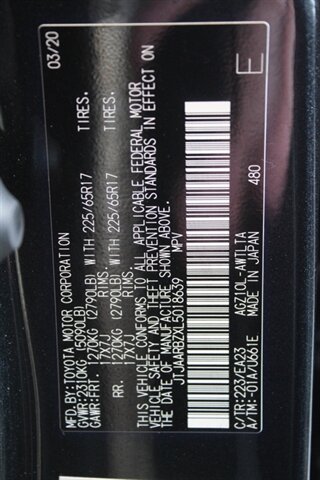 MFD.BY:TOYOTA MOTOR CORPORATION 03/20
GVWR:2310KG (5090LB)
GAWR:FRT. 1270KG (2790LB) WITH 225/65R17 TIRES.
17X7J RIMS.
RR. 1270KG (2790LB) WITH 225/65R17 TIRES.
17X7J RIMS.
THIS VEHICLE CONFORMS TO ALL APPLICABLE FEDERAL MOTOR
VEHICLE SAFETY AND THEFT PREVENTION STANDARDS IN EFFECT ON
THE DATE OF MANUFACTURE SHOWN ABOVE.
JTJAARBZXL5018639 MPV
C/TR:223/EA23 AGZ10L-AWTLTA
A/TM:-01A/U661E MADE IN JAPAN
480
E